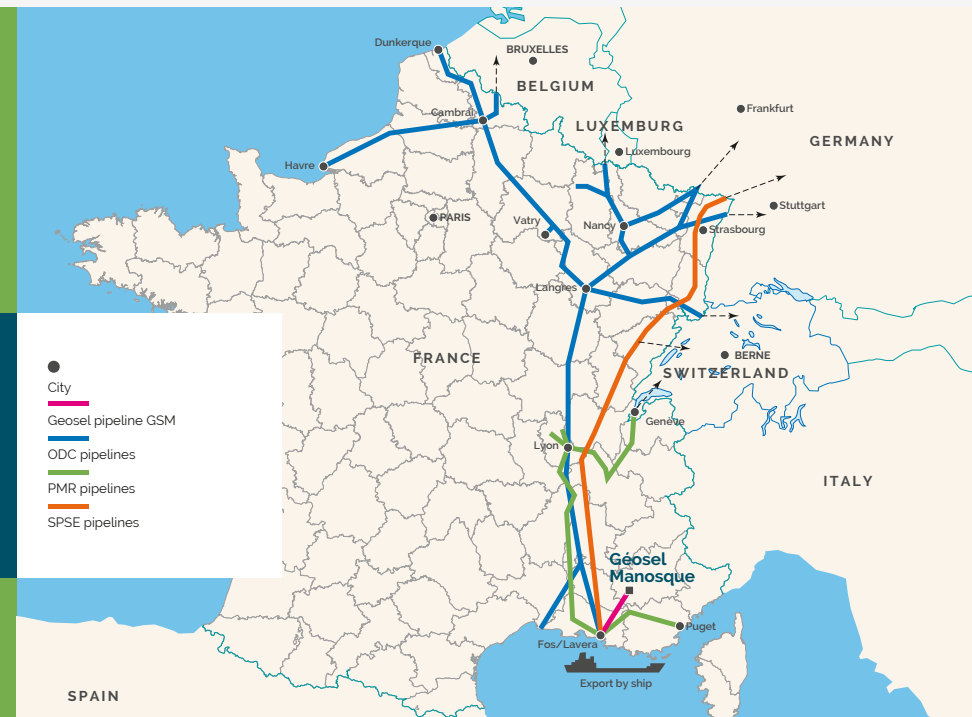 Dunkerque
BRUXELLES
BELGIUM
Cambrai
Frankfurt
LUXEMBURG
GERMANY
Luxembourg
Havre
PARIS
Vatry
Nancy
Stuttgart
Strasbourg
Langres
FRANCE
BERNE
SWITZERLAND
City
Geosel pipeline GSM
ODC pipelines
PMR pipelines
SPSE pipelines
Genève
Lyon
ITALY
Géosel
Manosque
Puget
Fos/Lavera
Export by ship
SPAIN